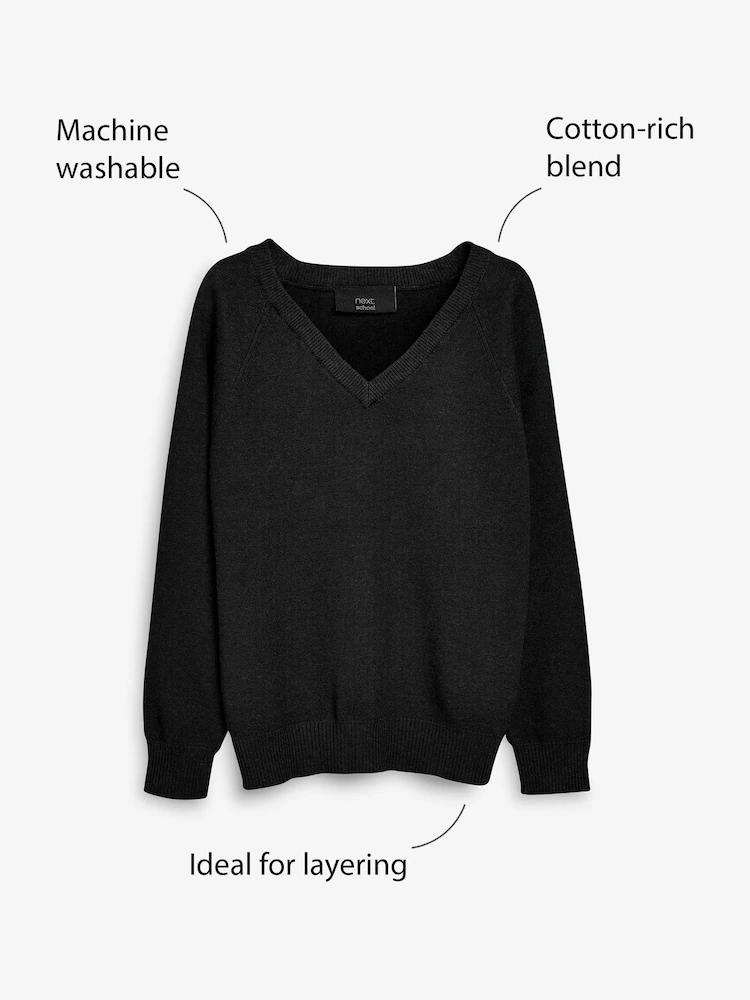 Machine
washable
Cotton-rich
blend
next
school
Ideal for layering